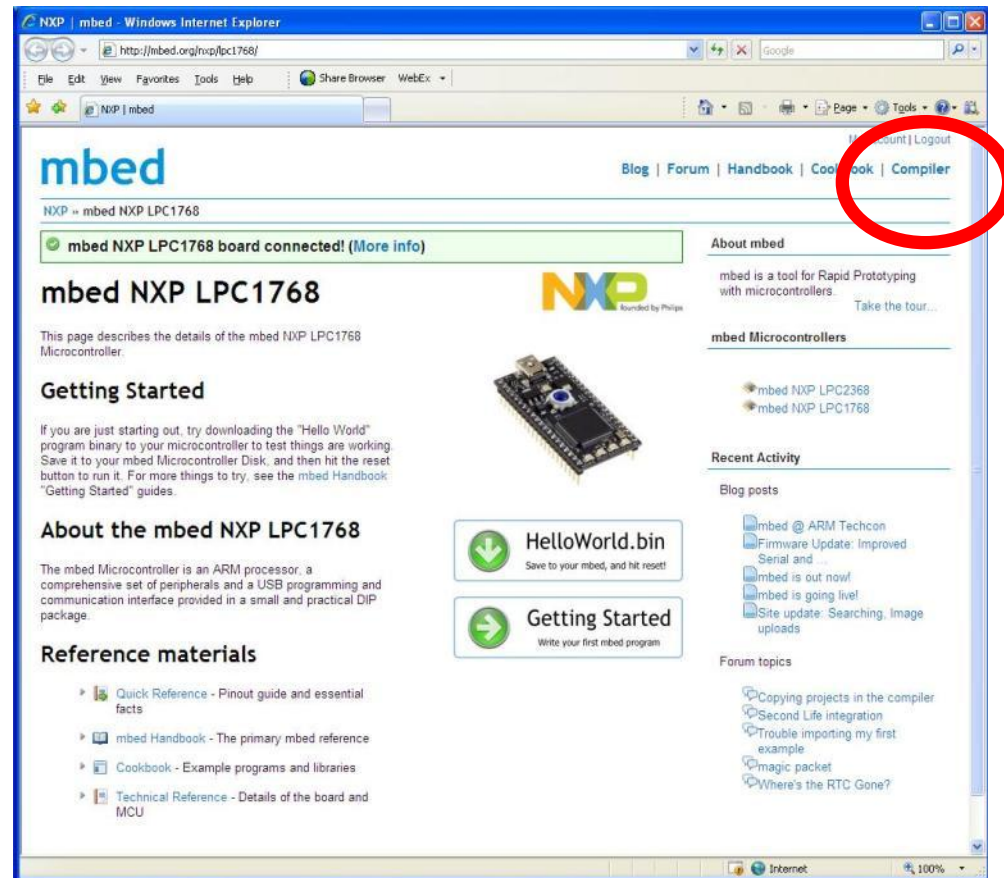 NXP | mbed - Windows Internet Explorer
http://mbed.org/nxp/lpc1768/
Google
File Edit View Favorites Tools Help
Share Browser WebEx
NXP | mbed
Page
Tools
| Logout
mbed
Blog | Forum | Handbook | Cookbook | Compiler
NXP » mbed NXP LPC1768
mbed NXP LPC1768 board connected! (More info)
mbed NXP LPC1768
NXP
founded by Philips
This page describes the details of the mbed NXP LPC1768
Microcontroller.
Getting Started
If you are just starting out, try downloading the "Hello World"
program binary to your microcontroller to test things are working.
Save it to your mbed Microcontroller Disk, and then hit the reset
button to run it. For more things to try, see the mbed Handbook
"Getting Started" guides.
About the mbed NXP LPC1768
The mbed Microcontroller is an ARM processor, a
comprehensive set of peripherals and a USB programming and
communication interface provided in a small and practical DIP
package.
HelloWorld.bin
Save to your mbed, and hit reset!
Getting Started
Write your first mbed program
Reference materials
Quick Reference - Pinout guide and essential
facts
mbed Handbook - The primary mbed reference
Cookbook - Example programs and libraries
Technical Reference - Details of the board and
MCU
About mbed
mbed is a tool for Rapid Prototyping
with microcontrollers.
Take the tour...
mbed Microcontrollers
mbed NXP LPC2368
mbed NXP LPC1768
Recent Activity
Blog posts
mbed @ ARM Techcon
Firmware Update: Improved
Serial and ...
mbed is out now!
mbed is going live!
Site update: Searching, Image
uploads
Forum topics
Copying projects in the compiler
Second Life integration
Trouble importing my first
example
magic packet
Where's the RTC Gone?
Internet
100%